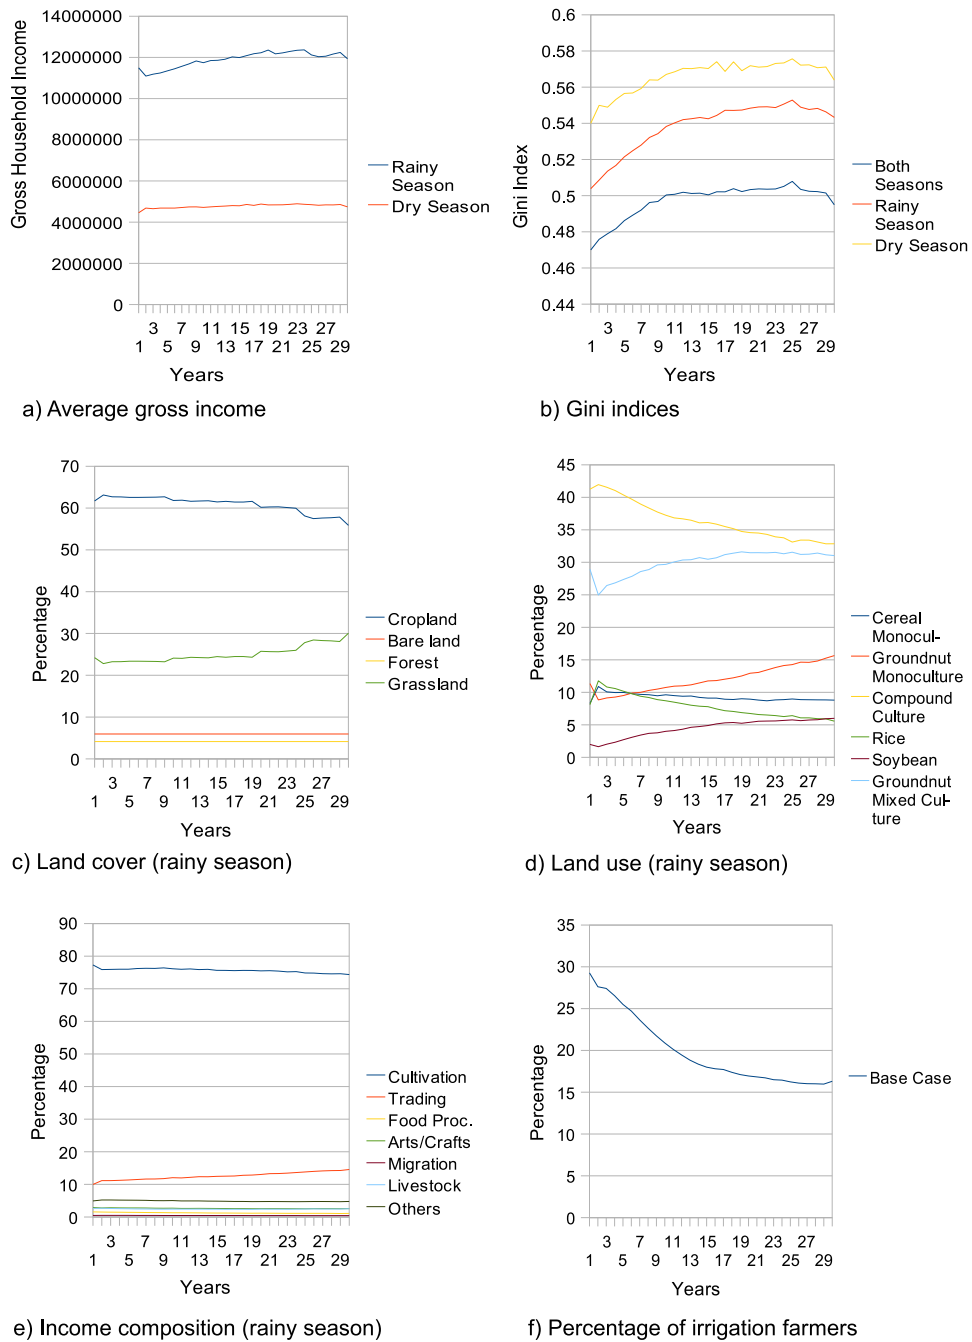 14000000
12000000
10000000
8000000
6000000
4000000
2000000
0
Gross Household Income
Rainy
Season
Dry Season
3 7 11 15 19 23 27
1 5 9 13 17 21 25 29
Years
a) Average gross income
0.6
0.58
0.56
0.54
0.52
0.5
0.48
0.46
0.44
Gini Index
Both
Seasons
Rainy
Season
Dry Season
3 7 11 15 19 23 27
1 5 9 13 17 21 25 29
Years
b) Gini indices
70
60
50
40
30
20
10
0
Percentage
Cropland
Bare land
Forest
Grassland
3 7 11 15 19 23 27
1 5 9 13 17 21 25 29
Years
c) Land cover (rainy season)
45
40
35
30
25
20
15
10
5
0
Percentage
Cereal
Monocul-
Groundnut
Monoculture
Compound
Culture
Rice
Soybean
Groundnut
Mixed Cul-
ture
3 7 11 15 19 23 27
1 5 9 13 17 21 25 29
Years
d) Land use (rainy season)
90
80
70
60
50
40
30
20
10
0
Percentage
Cultivation
Trading
Food Proc.
Arts/Crafts
Migration
Livestock
Others
3 7 11 15 19 23 27
1 5 9 13 17 21 25 29
Years
e) Income composition (rainy season)
35
30
25
20
15
10
5
0
Percentage
Base Case
3 7 11 15 19 23 27
1 5 9 13 17 21 25 29
Years
f) Percentage of irrigation farmers